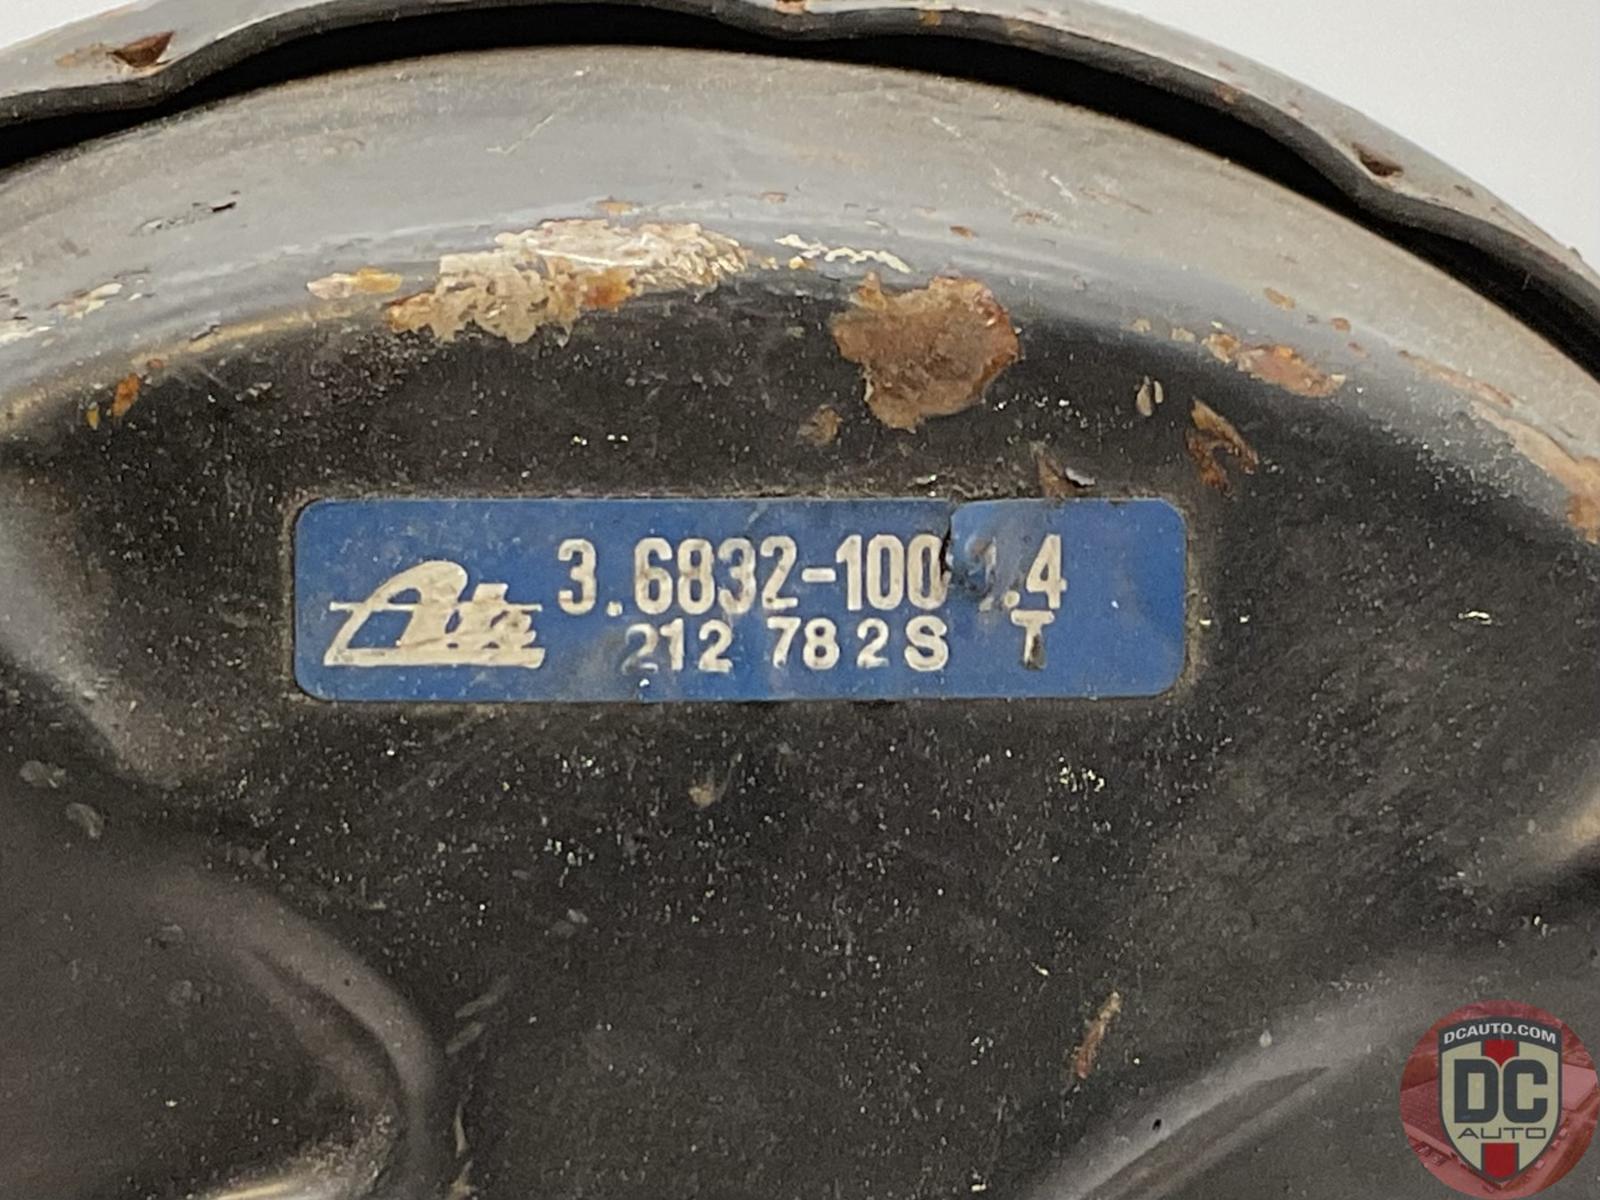 Ate
3.6832-100
212 782S T
DCAUTO.COM
DC
AUTO